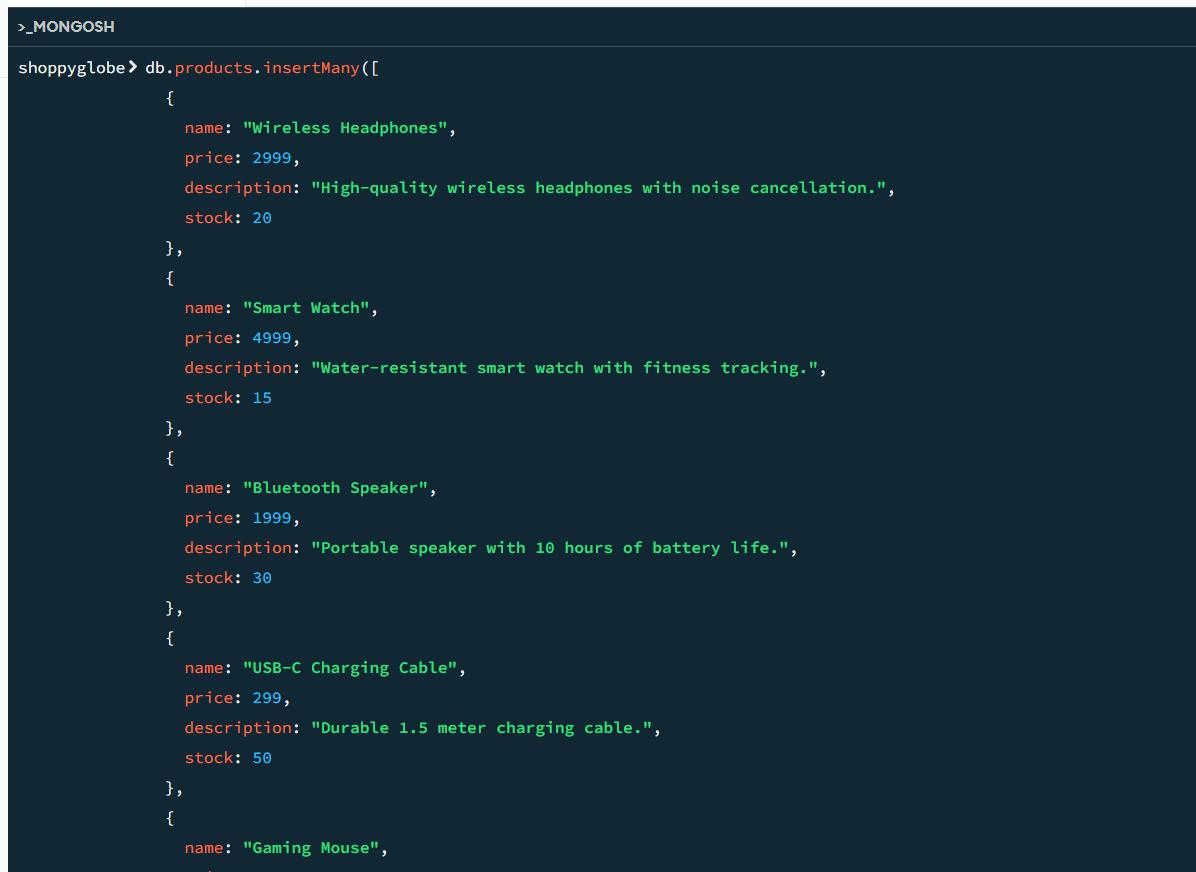 >_MONGOSH
shoppyglobe> db.products.insertMany([
{
name: "Wireless Headphones",
price: 2999,
description: "High-quality wireless headphones with noise cancellation.",
stock: 20
},
{
name: "Smart Watch",
price: 4999,
description: "Water-resistant smart watch with fitness tracking.",
stock: 15
},
{
name: "Bluetooth Speaker",
price: 1999,
description: "Portable speaker with 10 hours of battery life.",
stock: 30
},
{
name: "USB-C Charging Cable",
price: 299,
description: "Durable 1.5 meter charging cable.",
stock: 50
},
{
name: "Gaming Mouse",